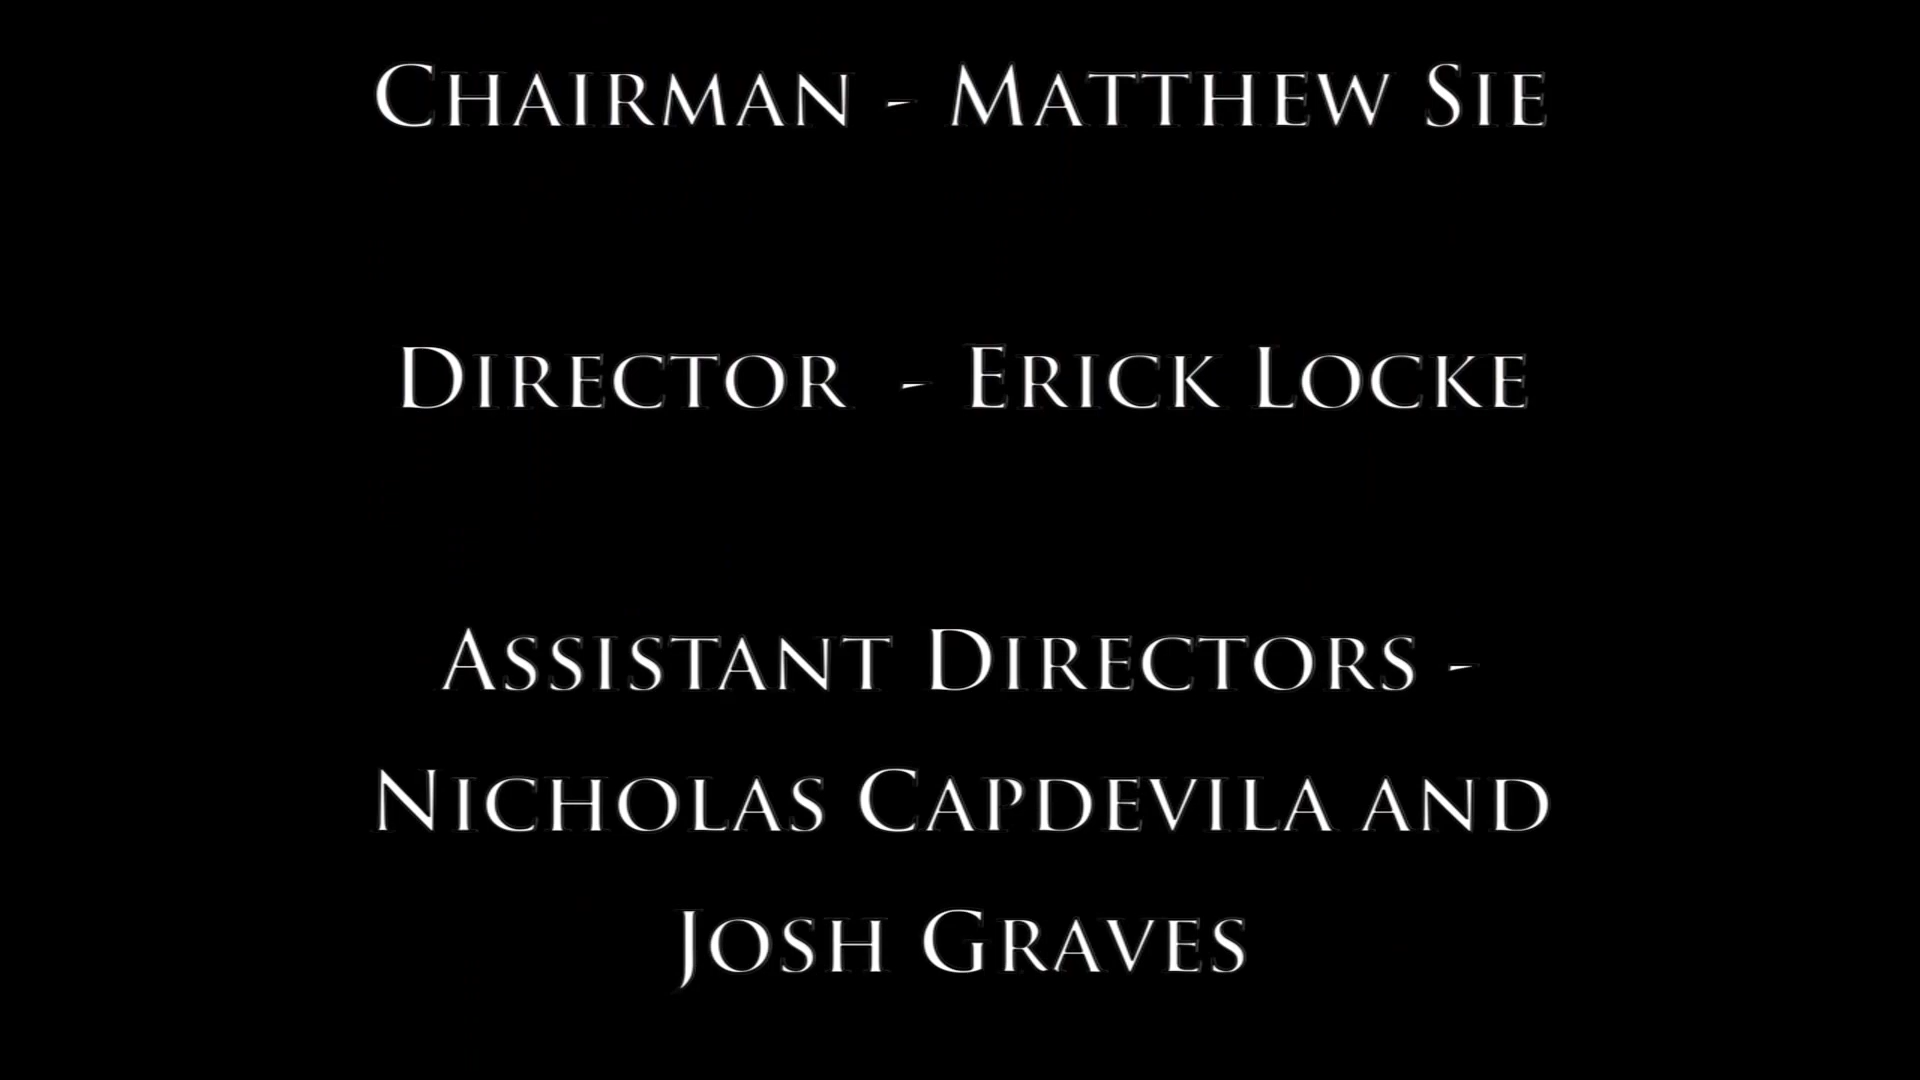 Chairman - Matthew Sie
Director - Erick Locke
Assistant Directors -
Nicholas Capdevila and
Josh Graves